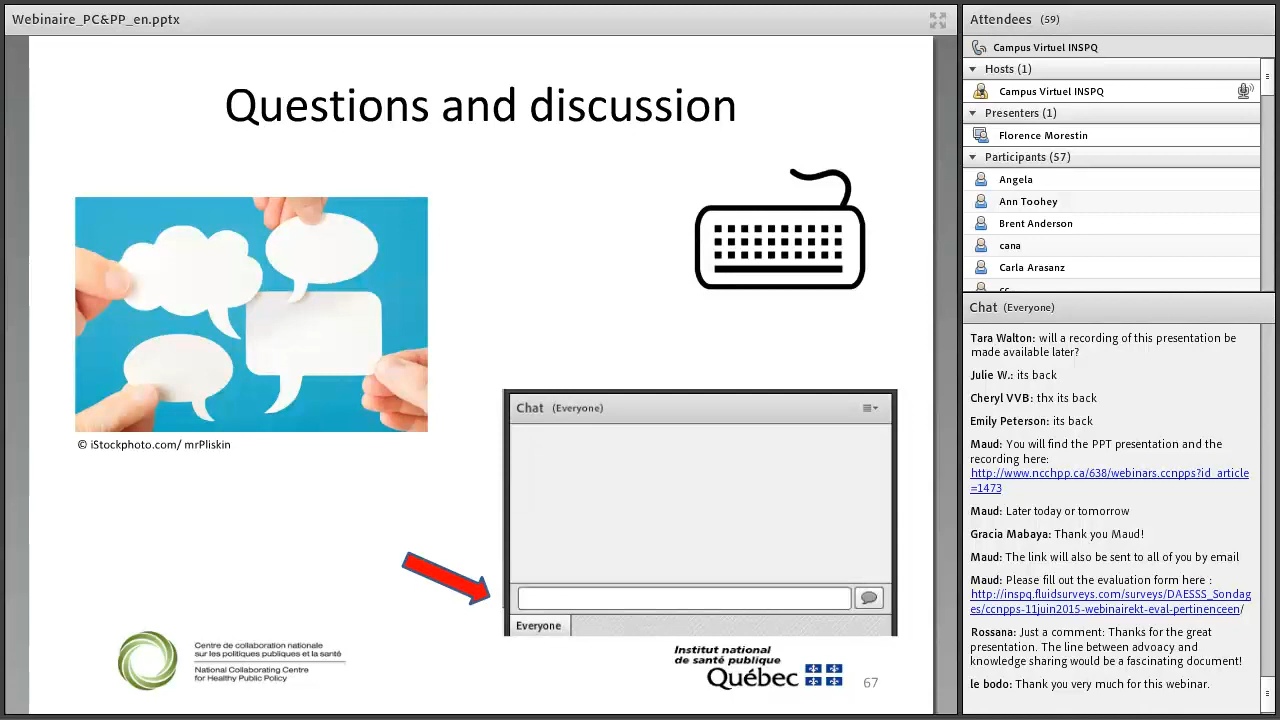 Webinaire_PC&PP_en.pptx
Questions and discussion
© iStockphoto.com/ mrPliskin
Chat (Everyone)
Everyone
Centre de collaboration nationale
sur les politiques publiques et la santé
National Collaborating Centre
for Healthy Public Policy
Institut national
de santé publique
Québec
67
Attendees (59)
Campus Virtuel INSPQ
Hosts (1)
Campus Virtuel INSPQ
Presenters (1)
Florence Morestin
Participants (57)
Angela
Ann Toohey
Brent Anderson
cana
Carla Arasanz
Chat (Everyone)
Tara Walton: will a recording of this presentation be
made available later?
Julie W.: its back
Cheryl VVB: thx its back
Emily Peterson: its back
Maud: You will find the PPT presentation and the
recording here:
http://www.ncchpp.ca/638/webinars.ccnpps?id_article
=1473
Maud: Later today or tomorrow
Gracia Mabaya: Thank you Maud!
Maud: The link will also be sent to all of you by email
Maud: Please fill out the evaluation form here :
http://inspq.fluidsurveys.com/surveys/DAESSS_Sondag
es/ccnpps-11juin2015-webinairekt-eval-pertinenceen/
Rossana: Just a comment: Thanks for the great
presentation. The line between advocay and
knowledge sharing would be a fascinating document!
le bodo: Thank you very much for this webinar.